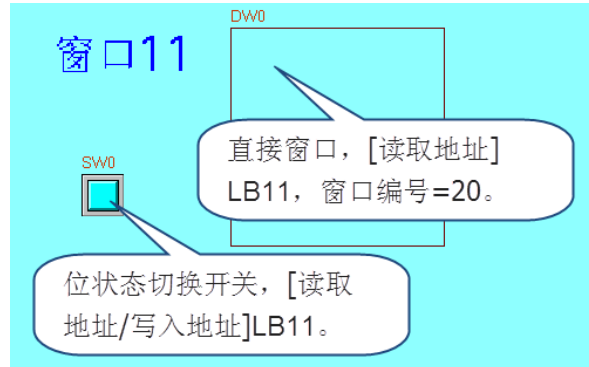 DW0
窗口11
直接窗口，[读取地址]
LB11，窗口编号=20。
SW0
位状态切换开关，[读取
地址/写入地址]LB11。